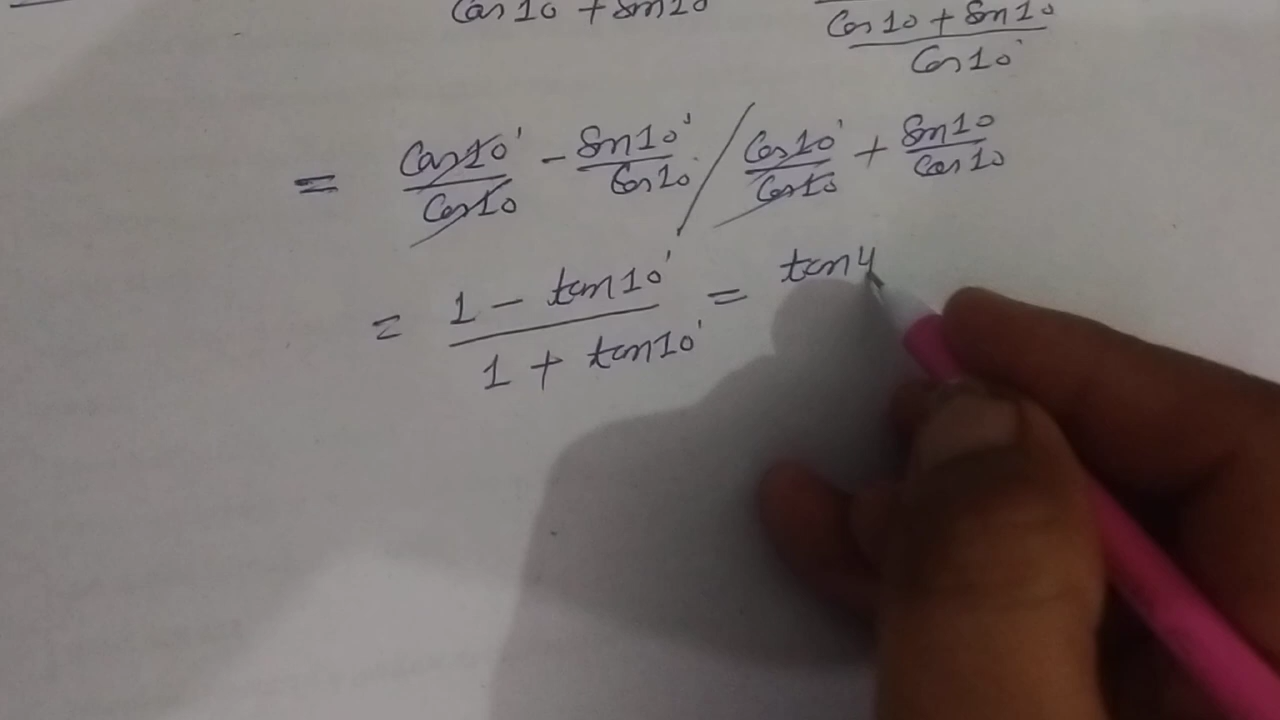 cos10 + sin10
cos10 + sin10
cos10°
= cos10° / cos10 - sin10° / cos10 / cos10° / cos10 + sin10 / cos10
= 1 - tan10° / 1 + tan10° = tan4